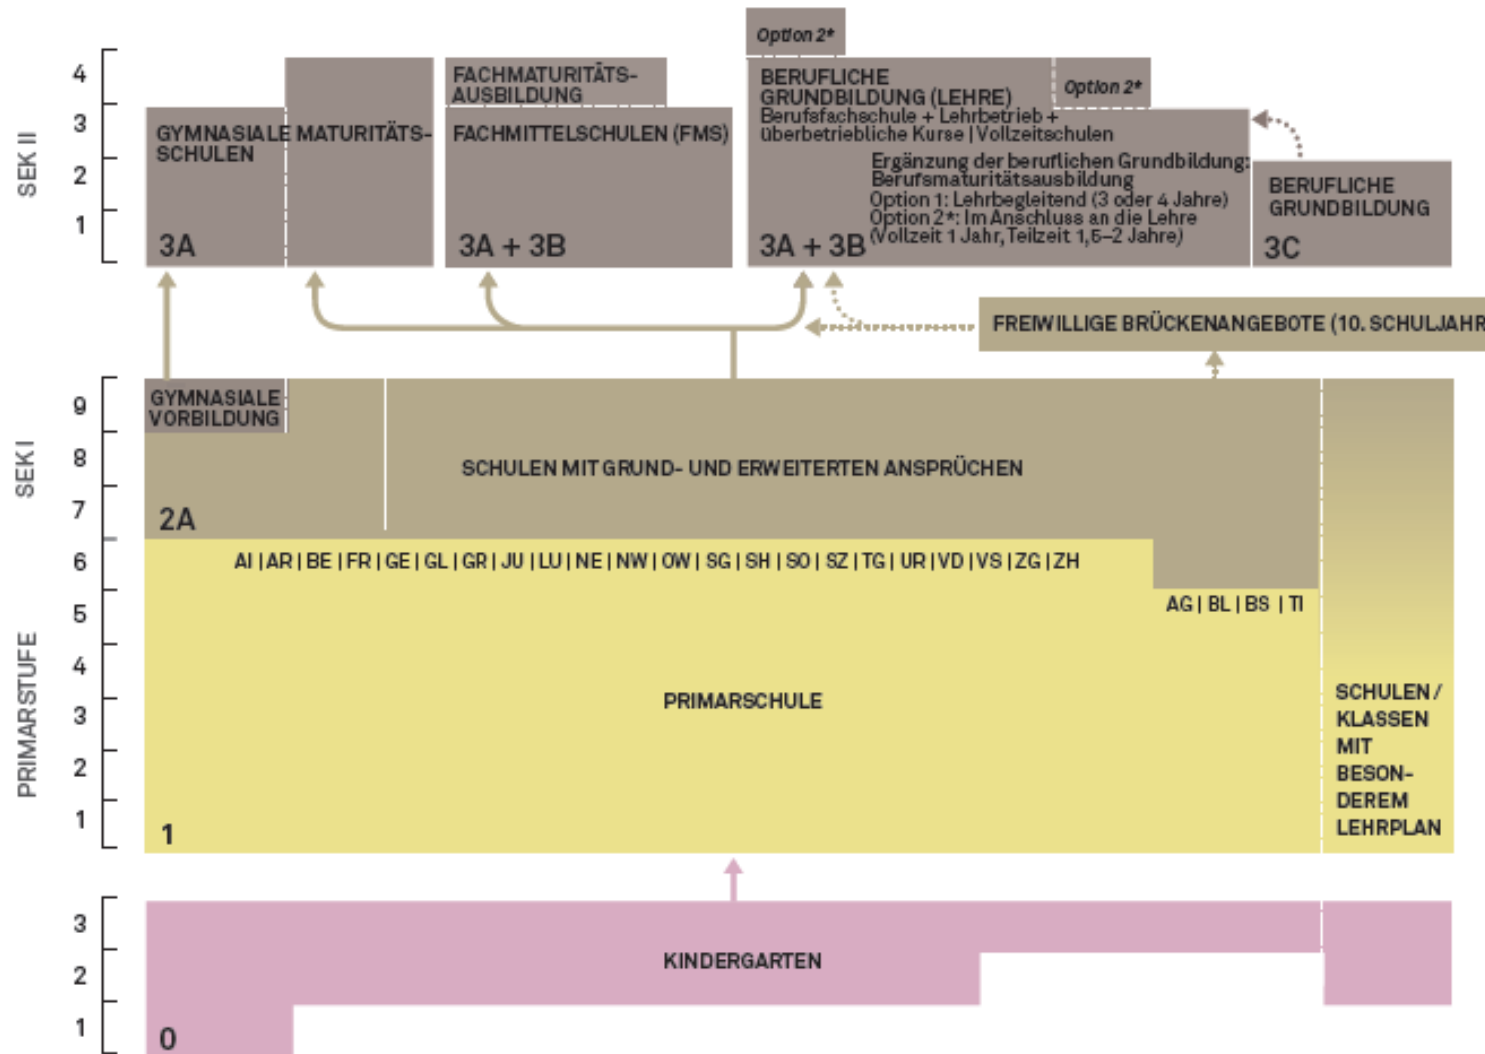 SEK II
4
3
2
1
GYMNASIALE MATURITÄTS-
SCHULEN
3A
FACHMATURITÄTS-
AUSBILDUNG
FACHMITTELSCHULEN (FMS)
3A + 3B
Option 2*
BERUFLICHE
GRUNDBILDUNG (LEHRE)
Berufsfachschule + Lehrbetrieb +
überbetriebliche Kurse | Vollzeitschulen
Option 2*
Ergänzung der beruflichen Grundbildung:
Berufsmaturitätsausbildung
Option 1: Lehrbegleitend (3 oder 4 Jahre)
Option 2*: Im Anschluss an die Lehre
(Vollzeit 1 Jahr, Teilzeit 1,5–2 Jahre)
3A + 3B
BERUFLICHE
GRUNDBILDUNG
3C
FREIWILLIGE BRÜCKENANGEBOTE (10. SCHULJAHR
SEK I
9
8
7
GYMNASIALE
VORBILDUNG
SCHULEN MIT GRUND- UND ERWEITERTEN ANSPRÜCHEN
2A
PRIMARSTUFE
6
5
4
3
2
1
AI | AR | BE | FR | GE | GL | GR | JU | LU | NE | NW | OW | SG | SH | SO | SZ | TG | UR | VD | VS | ZG | ZH
AG | BL | BS | TI
PRIMARSCHULE
1
SCHULEN /
KLASSEN
MIT
BESON-
DEREM
LEHRPLAN
3
2
1
KINDERGARTEN
0